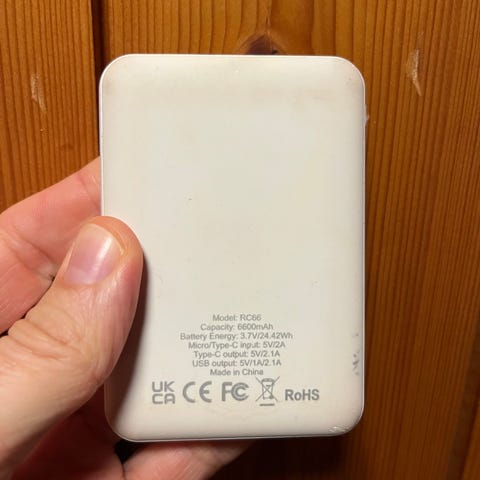 Model: RC66
Capacity: 6600mAh
Battery Energy: 3.7V/24.42Wh
Micro/Type-C input: 5V/2A
Type-C output: 5V/2.1A
USB output: 5V/1A/2.1A
Made in China
UK CA CE FC RoHS